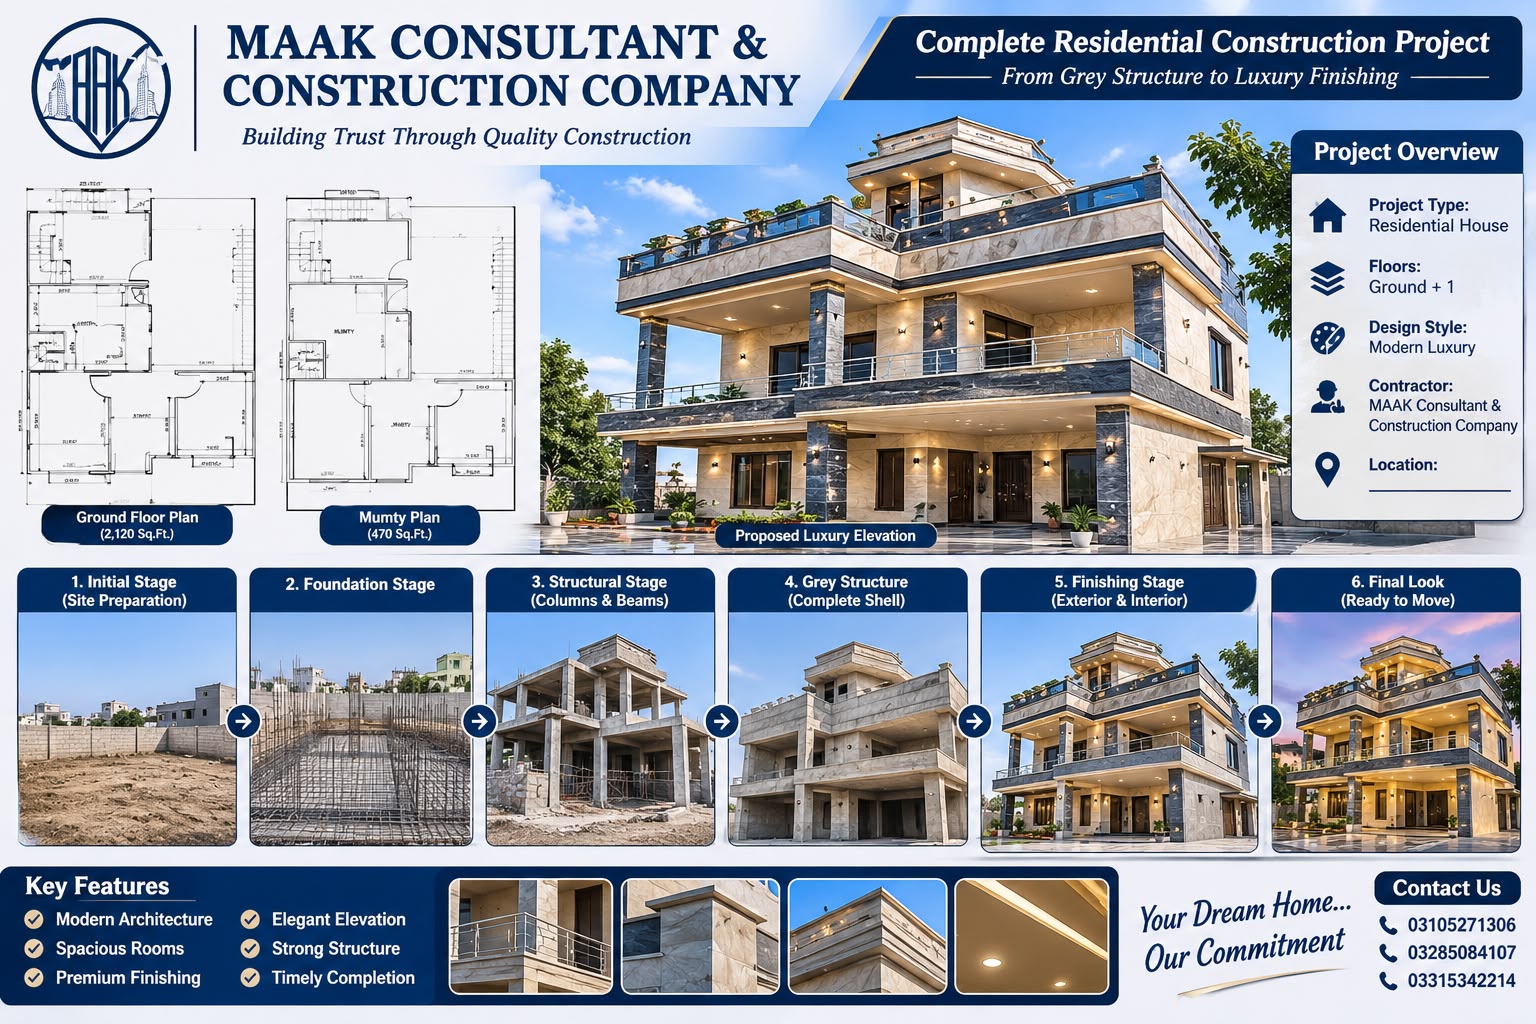 MAAK CONSULTANT &
CONSTRUCTION COMPANY
Building Trust Through Quality Construction
Complete Residential Construction Project
From Grey Structure to Luxury Finishing
Project Overview
Project Type:
Residential House
Floors:
Ground + 1
Design Style:
Modern Luxury
Contractor:
MAAK Consultant &
Construction Company
Location:
MUMTY
Ground Floor Plan
(2,120 Sq.Ft.)
Mumty Plan
(470 Sq.Ft.)
Proposed Luxury Elevation
1. Initial Stage
(Site Preparation)
2. Foundation Stage
3. Structural Stage
(Columns & Beams)
4. Grey Structure
(Complete Shell)
5. Finishing Stage
(Exterior & Interior)
6. Final Look
(Ready to Move)
Key Features
Modern Architecture
Spacious Rooms
Premium Finishing
Elegant Elevation
Strong Structure
Timely Completion
Your Dream Home...
Our Commitment
Contact Us
03105271306
03285084107
03315342214